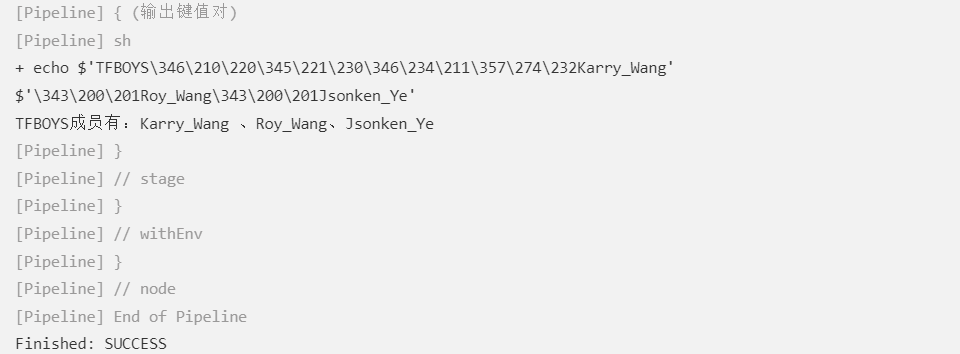 [Pipeline] { (输出键值对)
[Pipeline] sh
+ echo $'TFBOYS\346\210\220\345\221\230\346\234\211\357\274\232Karry_Wang'
$'\343\200\201Roy_Wang\343\200\201Jsonken_Ye'
TFBOYS成员有：Karry_Wang 、Roy_Wang、Jsonken_Ye
[Pipeline] }
[Pipeline] // stage
[Pipeline] }
[Pipeline] // withEnv
[Pipeline] }
[Pipeline] // node
[Pipeline] End of Pipeline
Finished: SUCCESS